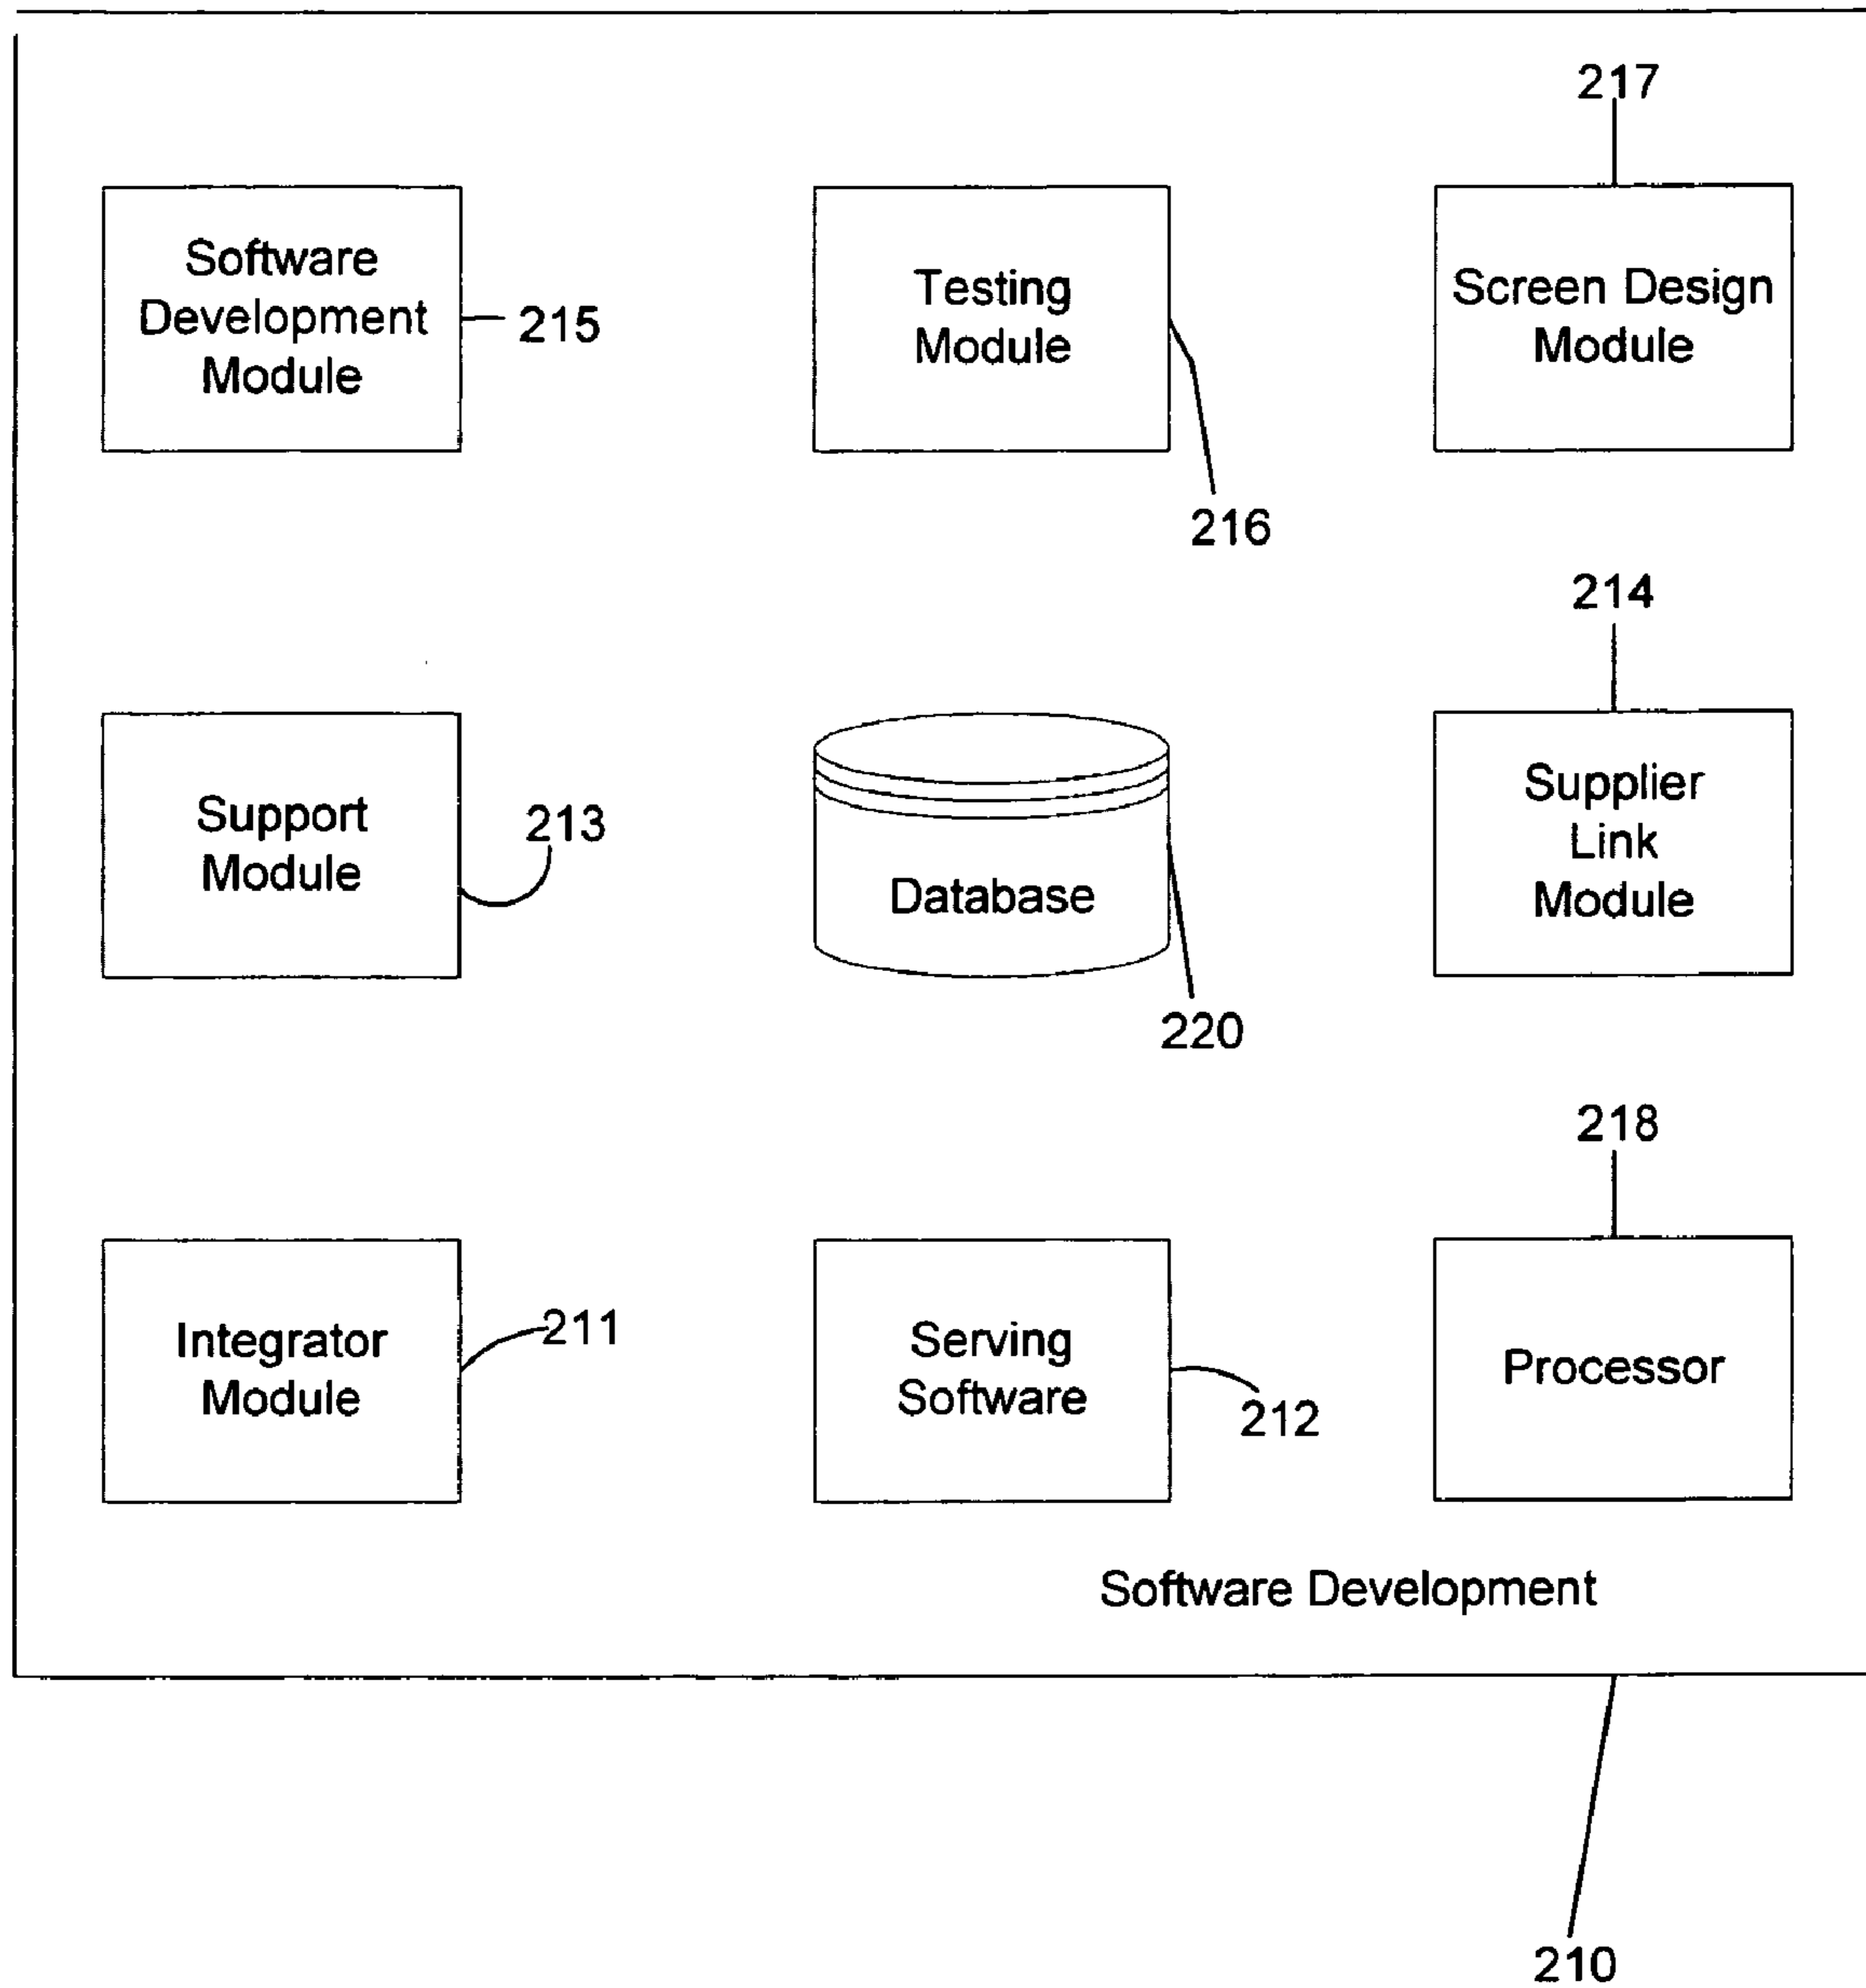 217
Software
Development
Module
215
Testing
Module
216
Screen Design
Module
214
Support
Module
213
Database
220
Supplier
Link
Module
218
Integrator
Module
211
Serving
Software
212
Processor
Software Development
210